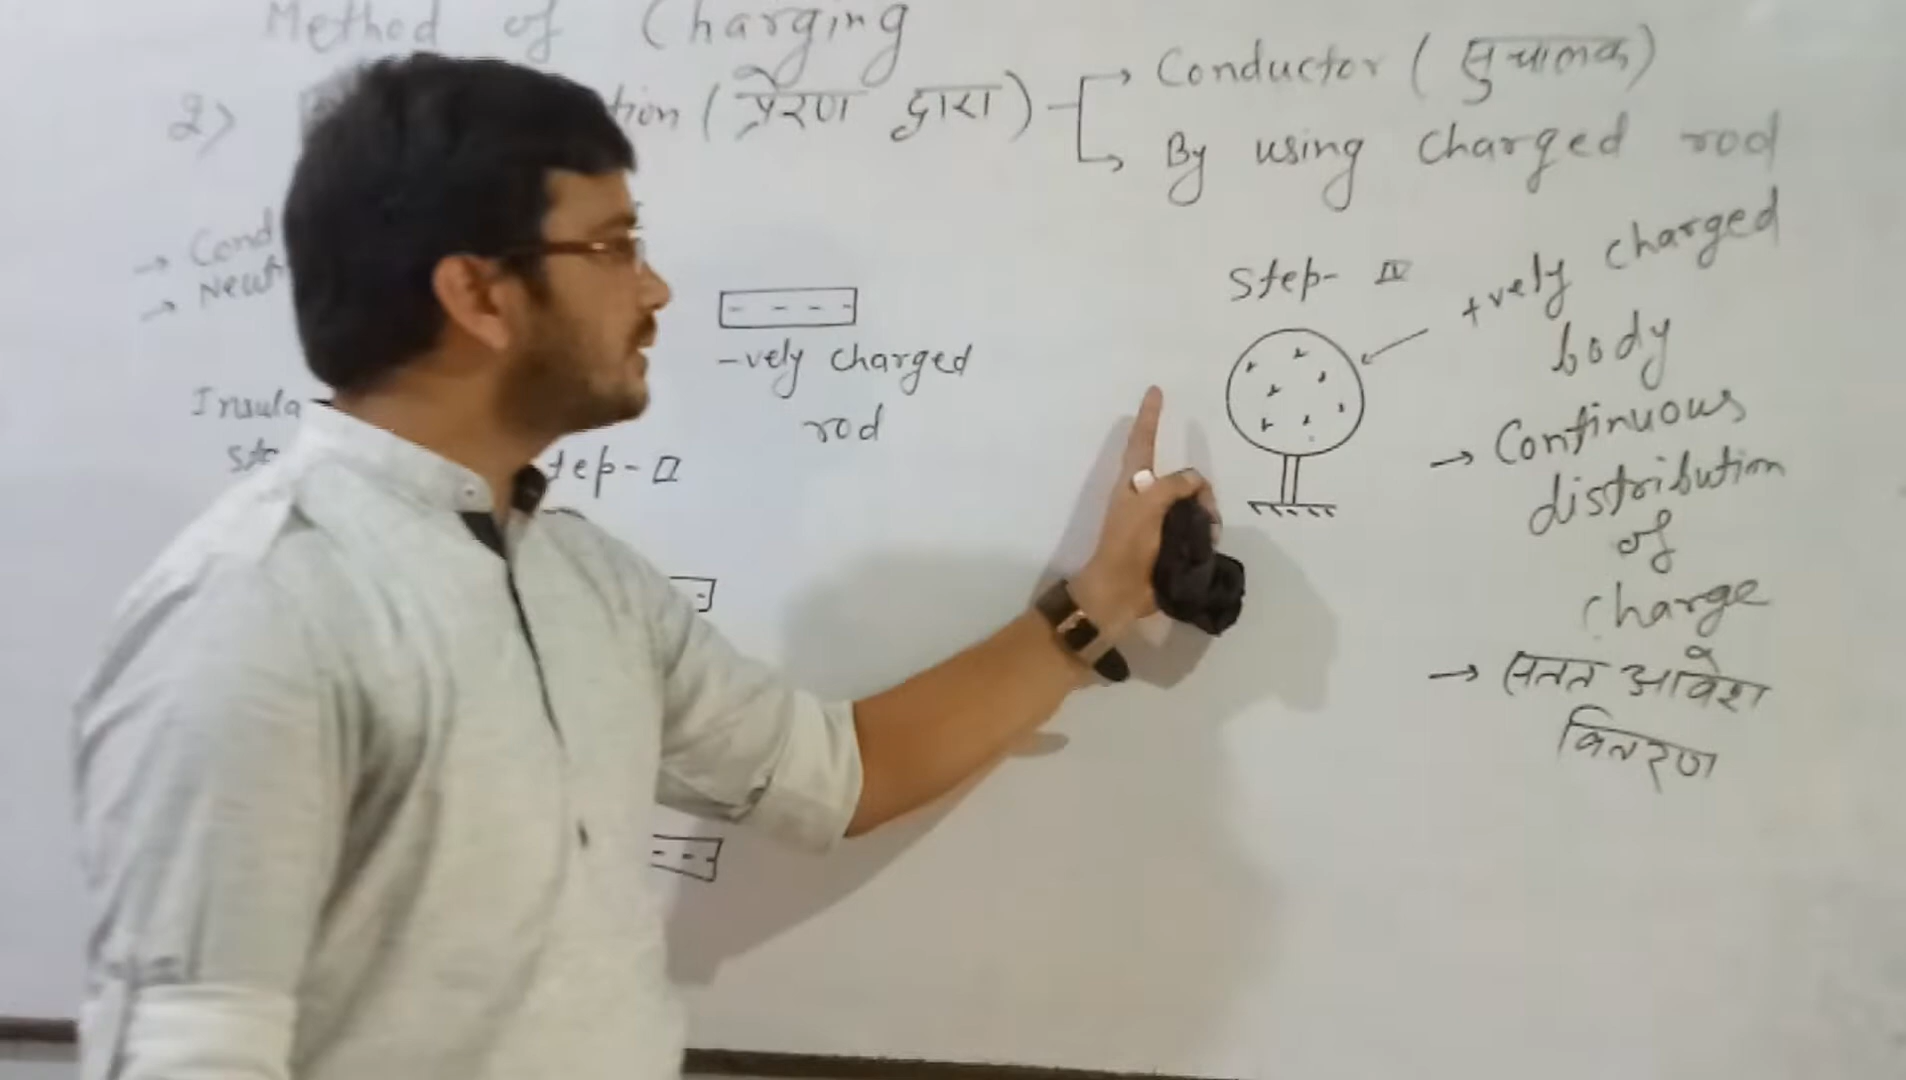 Method of Charging
2) tion (प्रेरण द्वारा)
→ Conductor (सुचालक)
→ By using charged rod
→ Cond
→ Neut
Insula
- - - -
-vely charged
rod
tep-II
Step- IV
+vely charged
body
→ Continuous
distribution
of
charge
→ सतत आवेश
वितरण